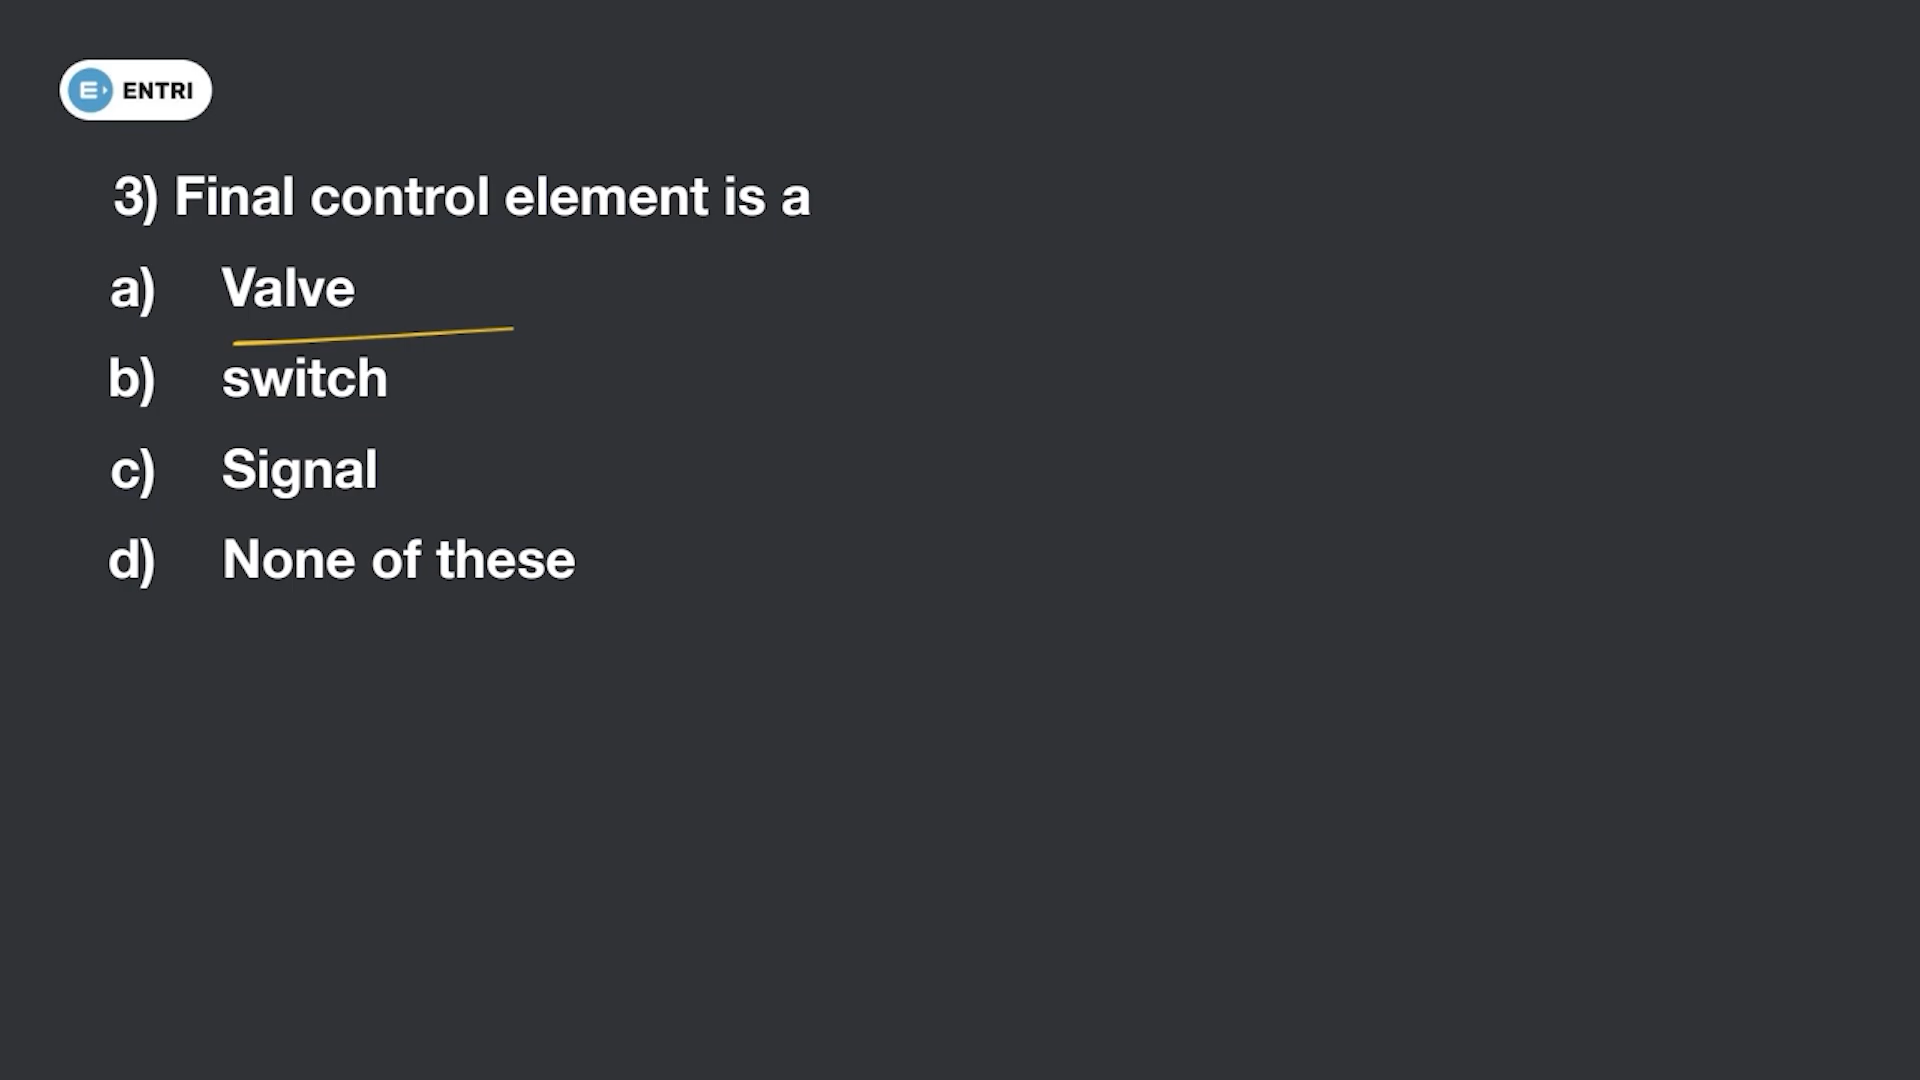 E ENTRI
3) Final control element is a
a) Valve
b) switch
c) Signal
d) None of these